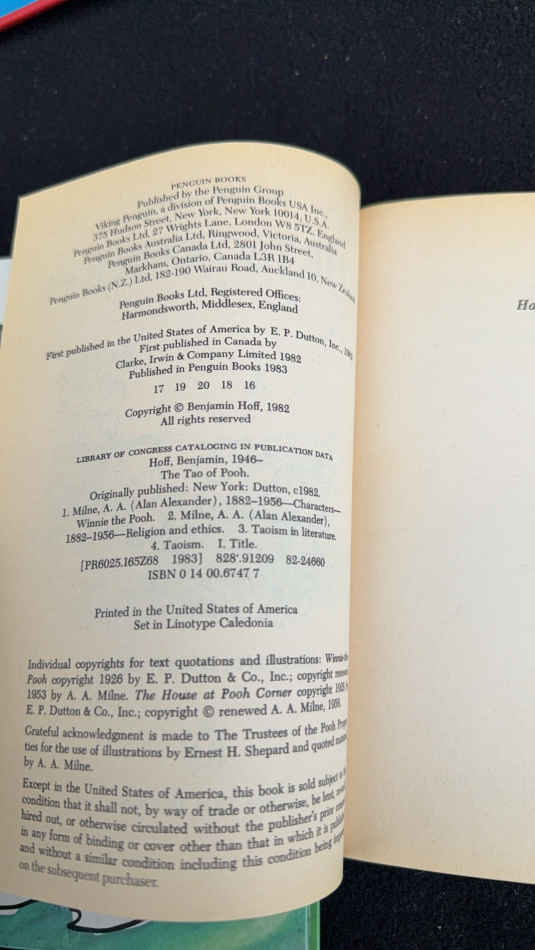 PENGUIN BOOKS
Published by the Penguin Group
Viking Penguin, a division of Penguin Books USA Inc.,
375 Hudson Street, New York, New York 10014, U.S.A.
Penguin Books Ltd, 27 Wrights Lane, London W8 5TZ, England
Penguin Books Australia Ltd, Ringwood, Victoria, Australia
Penguin Books Canada Ltd, 2801 John Street,
Markham, Ontario, Canada L3R 1B4
Penguin Books (N.Z.) Ltd, 182-190 Wairau Road, Auckland 10, New Zealand
Penguin Books Ltd, Registered Offices:
Harmondsworth, Middlesex, England
First published in the United States of America by E. P. Dutton, Inc.,
First published in Canada by
Clarke, Irwin & Company Limited 1982
Published in Penguin Books 1983
17 19 20 18 16
Copyright © Benjamin Hoff, 1982
All rights reserved
LIBRARY OF CONGRESS CATALOGING IN PUBLICATION DATA
Hoff, Benjamin, 1946–
The Tao of Pooh.
Originally published: New York: Dutton, c1982.
1. Milne, A. A. (Alan Alexander), 1882–1956—Characters—
Winnie the Pooh. 2. Milne, A. A. (Alan Alexander),
1882–1956—Religion and ethics. 3. Taoism in literature.
4. Taoism. I. Title.
[PR6025.I65Z68 1983] 828'.91209 82-24660
ISBN 0 14 00.6747 7
Printed in the United States of America
Set in Linotype Caledonia
Individual copyrights for text quotations and illustrations: Winnie-the-
Pooh copyright 1926 by E. P. Dutton & Co., Inc.; copyright
1953 by A. A. Milne. The House at Pooh Corner copyright
E. P. Dutton & Co., Inc.; copyright © renewed A. A. Milne, 1956.
Grateful acknowledgment is made to The Trustees of the Pooh
ties for the use of illustrations by Ernest H. Shepard and quoted
by A. A. Milne.
Except in the United States of America, this book is sold subject to
condition that it shall not, by way of trade or otherwise, be lent,
hired out, or otherwise circulated without the publisher's prior
in any form of binding or cover other than that in which it is
and without a similar condition including this condition being
on the subsequent purchaser.